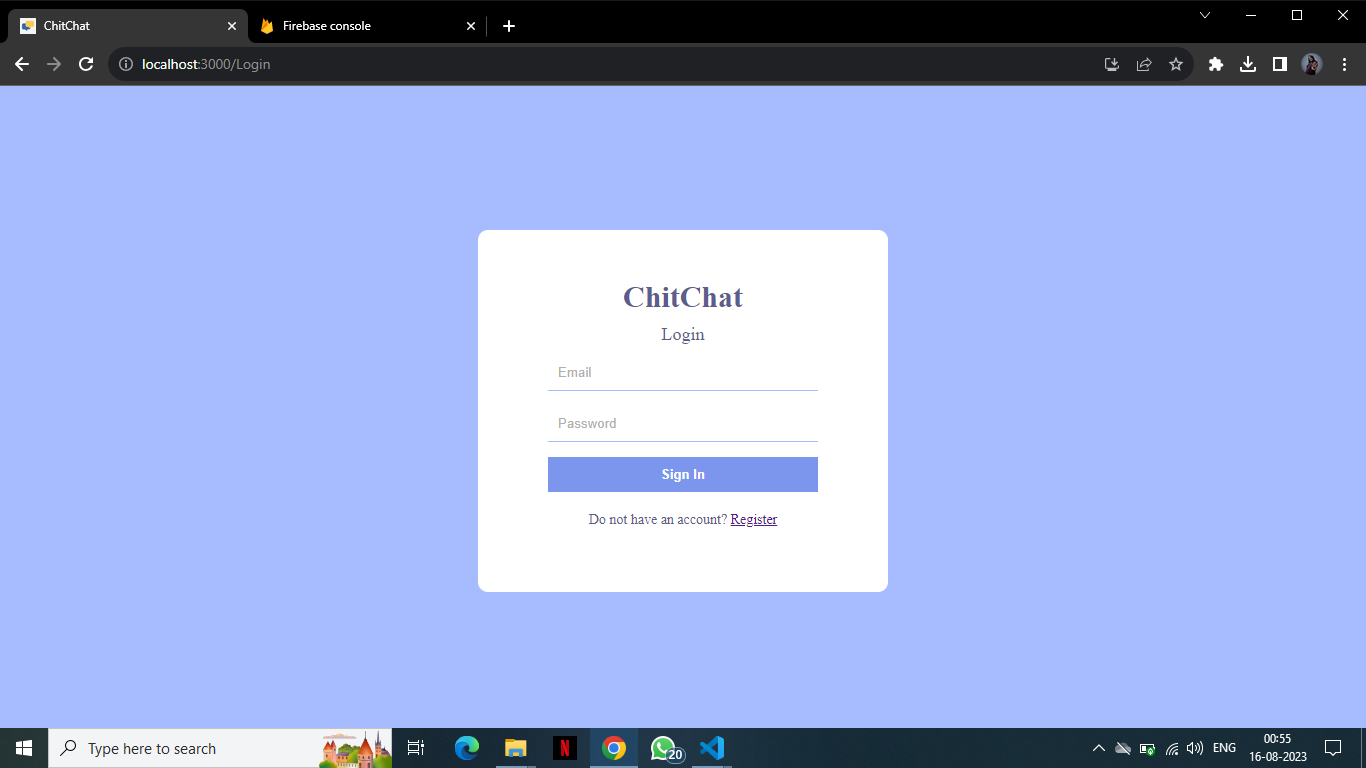 ChitChat
Firebase console
localhost:3000/Login
ChitChat
Login
Email
Password
Sign In
Do not have an account? Register
Type here to search
N
20
ENG
00:55
16-08-2023